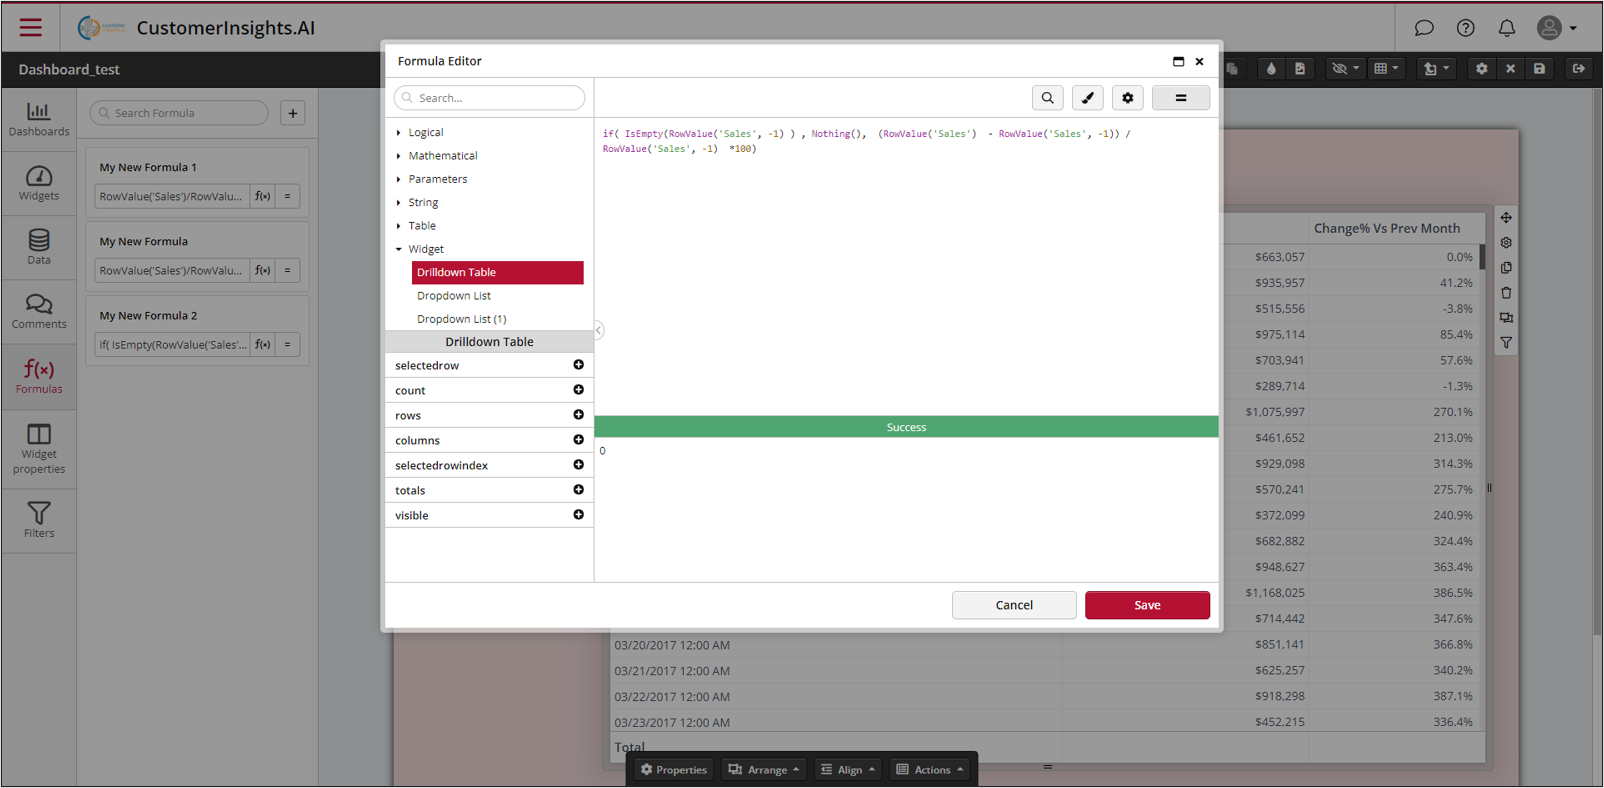 CustomerInsights.AI
Dashboard_test
Dashboards
Widgets
Data
Comments
f(x)
Formulas
Widget
properties
Filters
Search Formula
+
My New Formula 1
RowValue('Sales')/RowValu... f(x) =
My New Formula
RowValue('Sales')/RowValu... f(x) =
My New Formula 2
if( IsEmpty(RowValue('Sales'... f(x) =
Formula Editor
Search...
Logical
Mathematical
Parameters
String
Table
Widget
Drilldown Table
Dropdown List
Dropdown List (1)
Drilldown Table
selectedrow
count
rows
columns
selectedrowindex
totals
visible
=
if( IsEmpty(RowValue('Sales', -1) ) , Nothing(), (RowValue('Sales') - RowValue('Sales', -1)) /
RowValue('Sales', -1) *100)
Success
0
Cancel
Save
Change% Vs Prev Month
$663,057 0.0%
$935,957 41.2%
$515,556 -3.8%
$975,114 85.4%
$703,941 57.6%
$289,714 -1.3%
$1,075,997 270.1%
$461,652 213.0%
$929,098 314.3%
$570,241 275.7%
$372,099 240.9%
$682,882 324.4%
$948,627 363.4%
$1,168,025 386.5%
$714,442 347.6%
03/20/2017 12:00 AM $851,141 366.8%
03/21/2017 12:00 AM $625,257 340.2%
03/22/2017 12:00 AM $918,298 387.1%
03/23/2017 12:00 AM $452,215 336.4%
Total
Properties
Arrange
Align
Actions